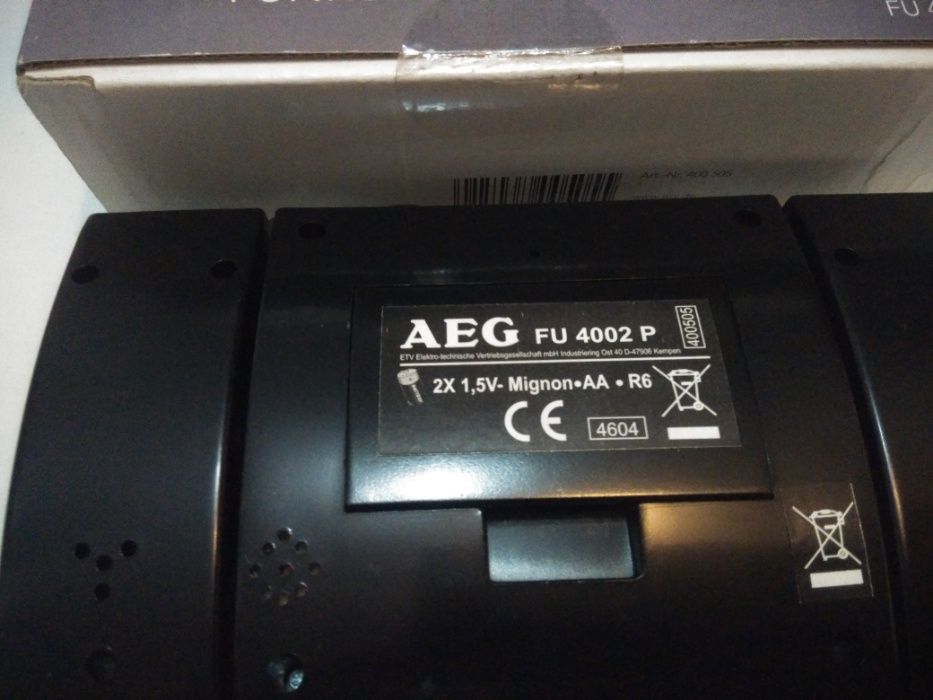 FU 4
Art.-Nr. 400 505
AEG FU 4002 P
400505
ETV Elektro-technische Vertriebsgesellschaft mbH Industriering Ost 40 D-47906 Kempen
2X 1,5V- Mignon•AA • R6
CE 4604